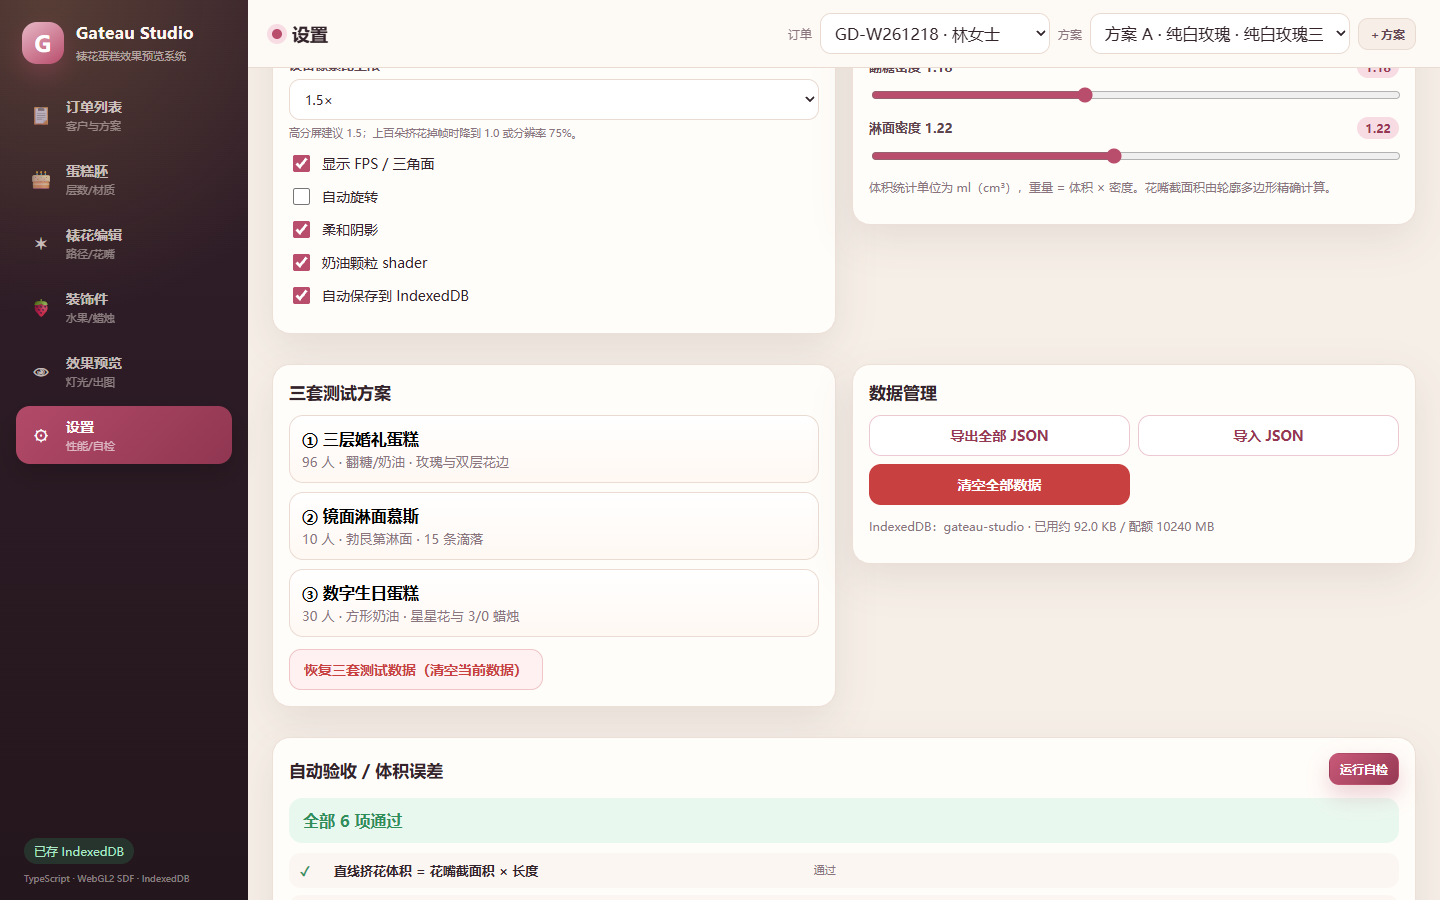 G
Gateau Studio
裱花蛋糕效果预览系统
订单列表
客户与方案
蛋糕胚
层数/材质
裱花编辑
路径/花嘴
装饰件
水果/蜡烛
效果预览
灯光/出图
设置
性能/自检
已存 IndexedDB
TypeScript · WebGL2 SDF · IndexedDB
设置
订单
GD-W261218 · 林女士
方案
方案 A · 纯白玫瑰 · 纯白玫瑰三
+ 方案
1.5×
高分屏建议 1.5；上百朵挤花掉帧时降到 1.0 或分辨率 75%。
显示 FPS / 三角面
自动旋转
柔和阴影
奶油颗粒 shader
自动保存到 IndexedDB
翻糖密度 1.18
1.18
淋面密度 1.22
1.22
体积统计单位为 ml（cm³），重量 = 体积 × 密度。花嘴截面积由轮廓多边形精确计算。
三套测试方案
① 三层婚礼蛋糕
96 人 · 翻糖/奶油 · 玫瑰与双层花边
② 镜面淋面慕斯
10 人 · 勃艮第淋面 · 15 条滴落
③ 数字生日蛋糕
30 人 · 方形奶油 · 星星花与 3/0 蜡烛
恢复三套测试数据（清空当前数据）
数据管理
导出全部 JSON
导入 JSON
清空全部数据
IndexedDB：gateau-studio · 已用约 92.0 KB / 配额 10240 MB
自动验收 / 体积误差
运行自检
全部 6 项通过
✓ 直线挤花体积 = 花嘴截面积 × 长度
通过